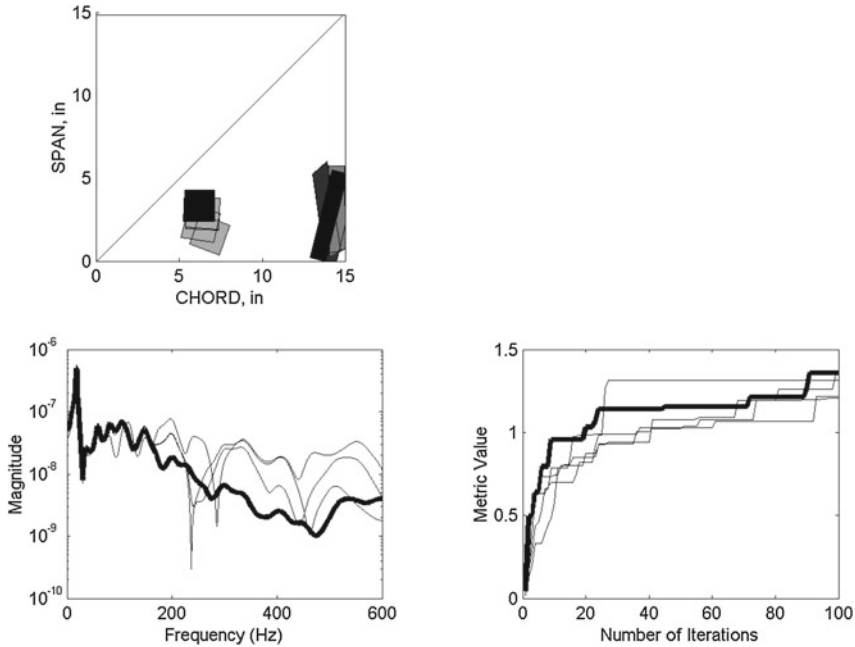 15
10
5
0
SPAN, in
0 5 10 15
CHORD, in
10^-6
10^-7
10^-8
10^-9
10^-10
Magnitude
0 200 400 600
Frequency (Hz)
1.5
1
0.5
0
Metric Value
0 20 40 60 80 100
Number of Iterations